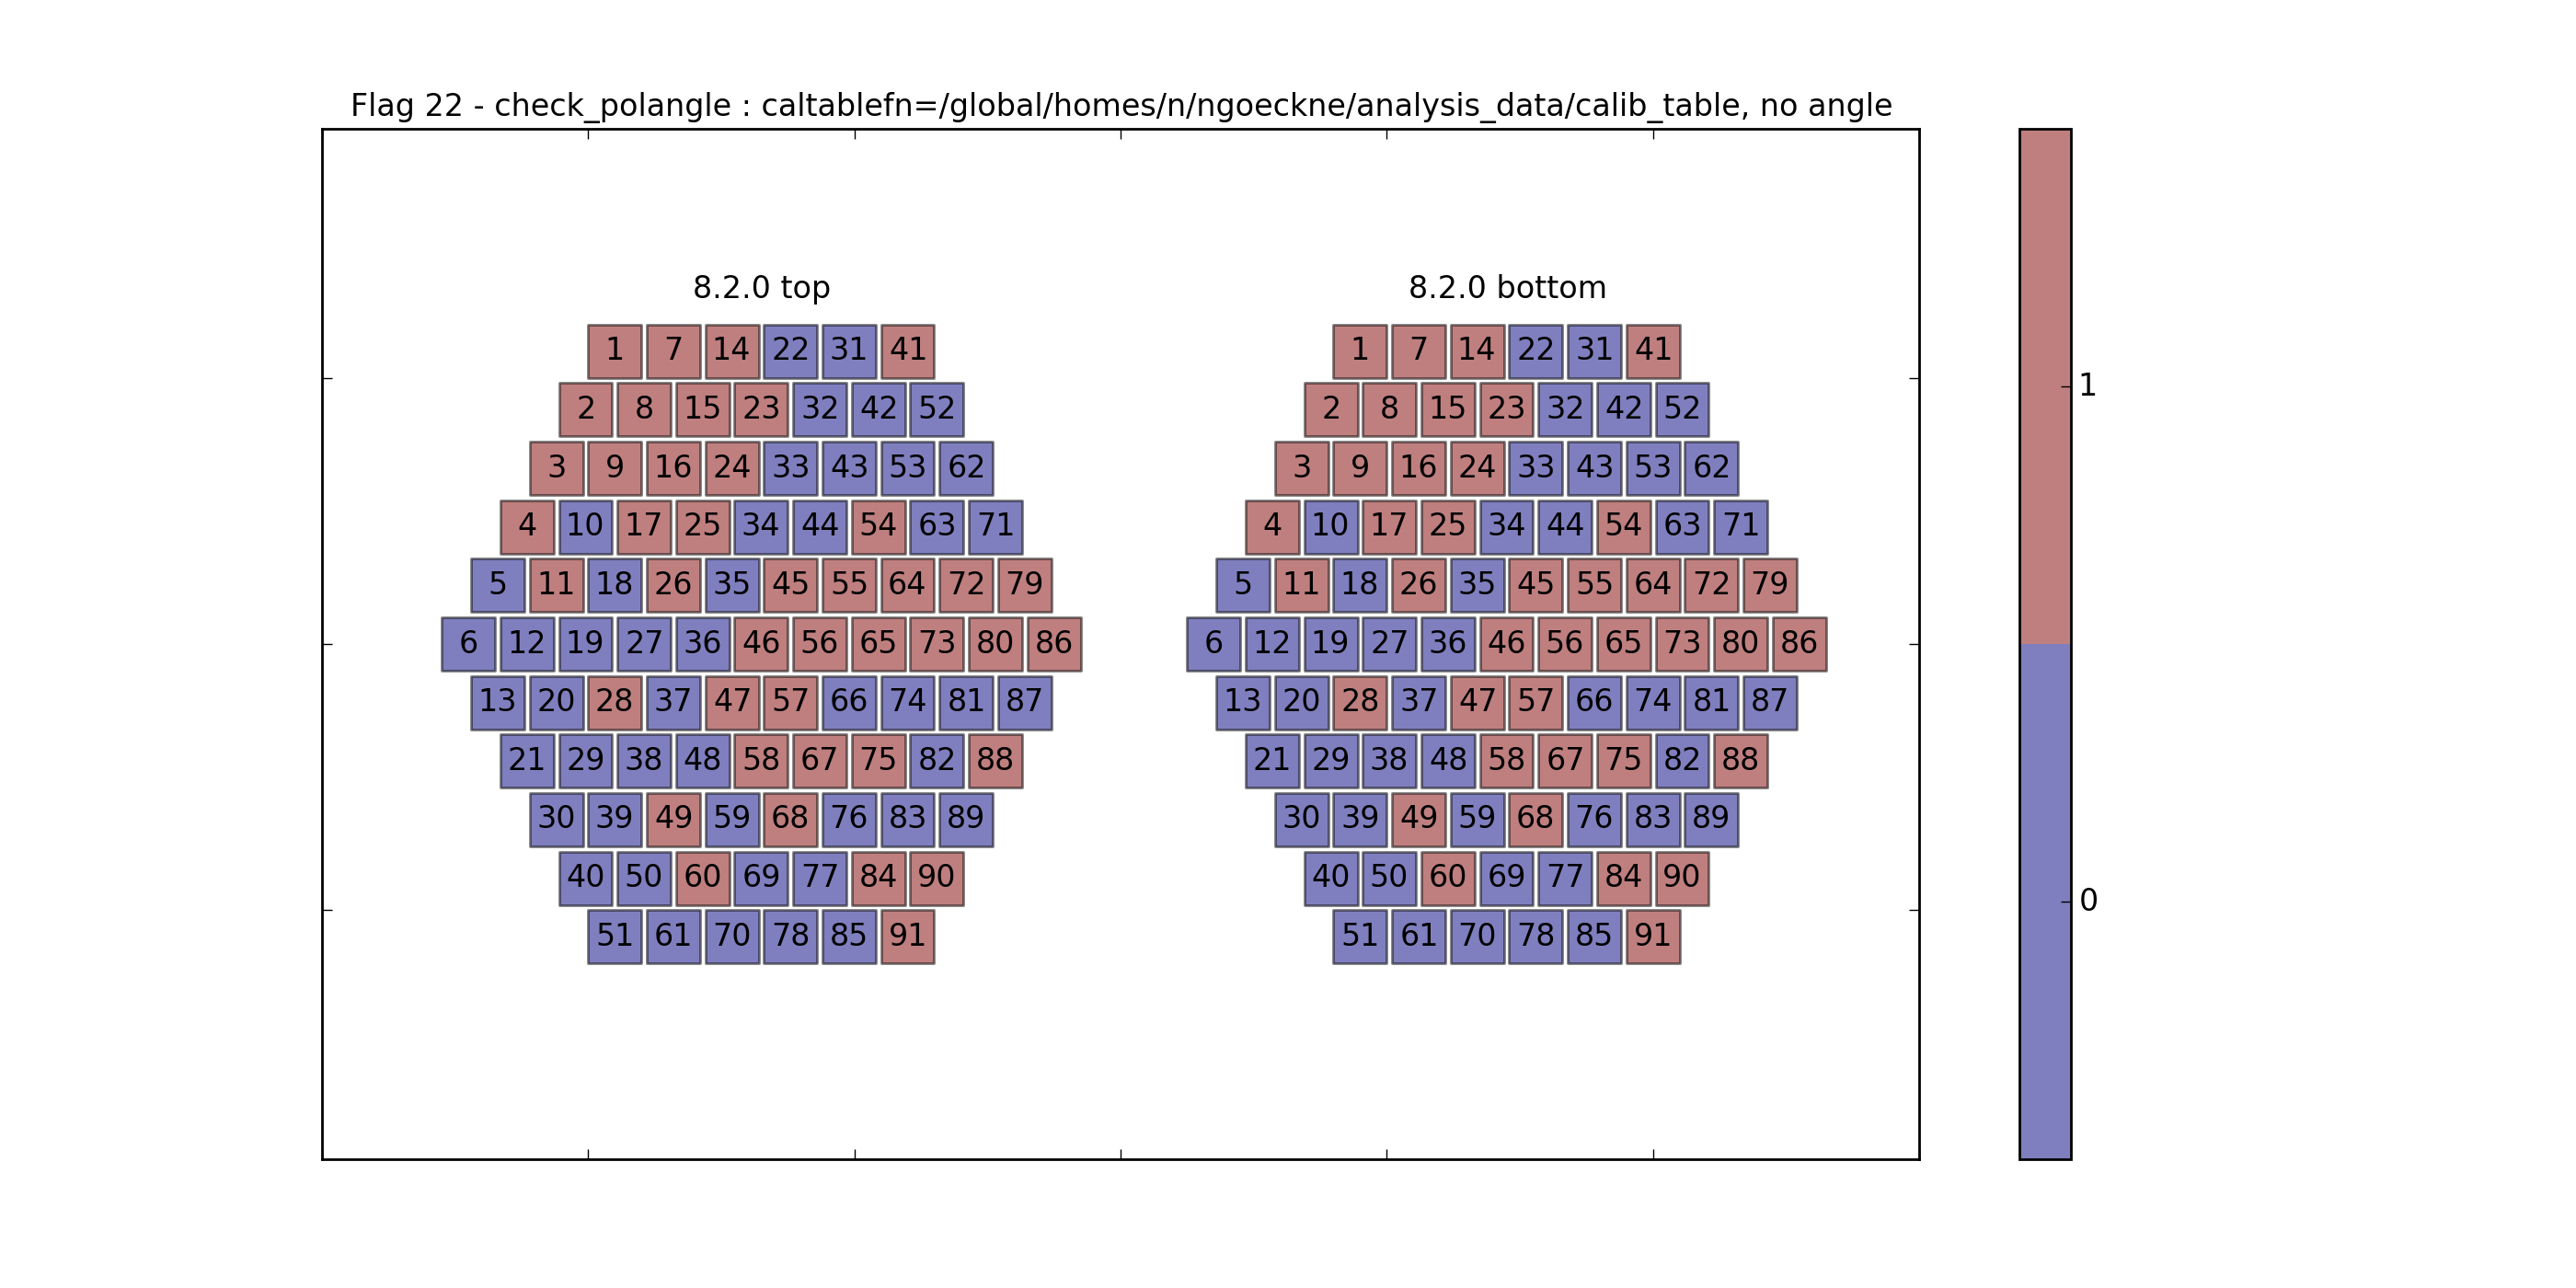 Flag 22 - check_polangle : caltablefn=/global/homes/n/ngoeckne/analysis_data/calib_table, no angle
8.2.0 top
1 7 14 22 31 41
2 8 15 23 32 42 52
3 9 16 24 33 43 53 62
4 10 17 25 34 44 54 63 71
5 11 18 26 35 45 55 64 72 79
6 12 19 27 36 46 56 65 73 80 86
13 20 28 37 47 57 66 74 81 87
21 29 38 48 58 67 75 82 88
30 39 49 59 68 76 83 89
40 50 60 69 77 84 90
51 61 70 78 85 91
8.2.0 bottom
1 7 14 22 31 41
2 8 15 23 32 42 52
3 9 16 24 33 43 53 62
4 10 17 25 34 44 54 63 71
5 11 18 26 35 45 55 64 72 79
6 12 19 27 36 46 56 65 73 80 86
13 20 28 37 47 57 66 74 81 87
21 29 38 48 58 67 75 82 88
30 39 49 59 68 76 83 89
40 50 60 69 77 84 90
51 61 70 78 85 91
1
0